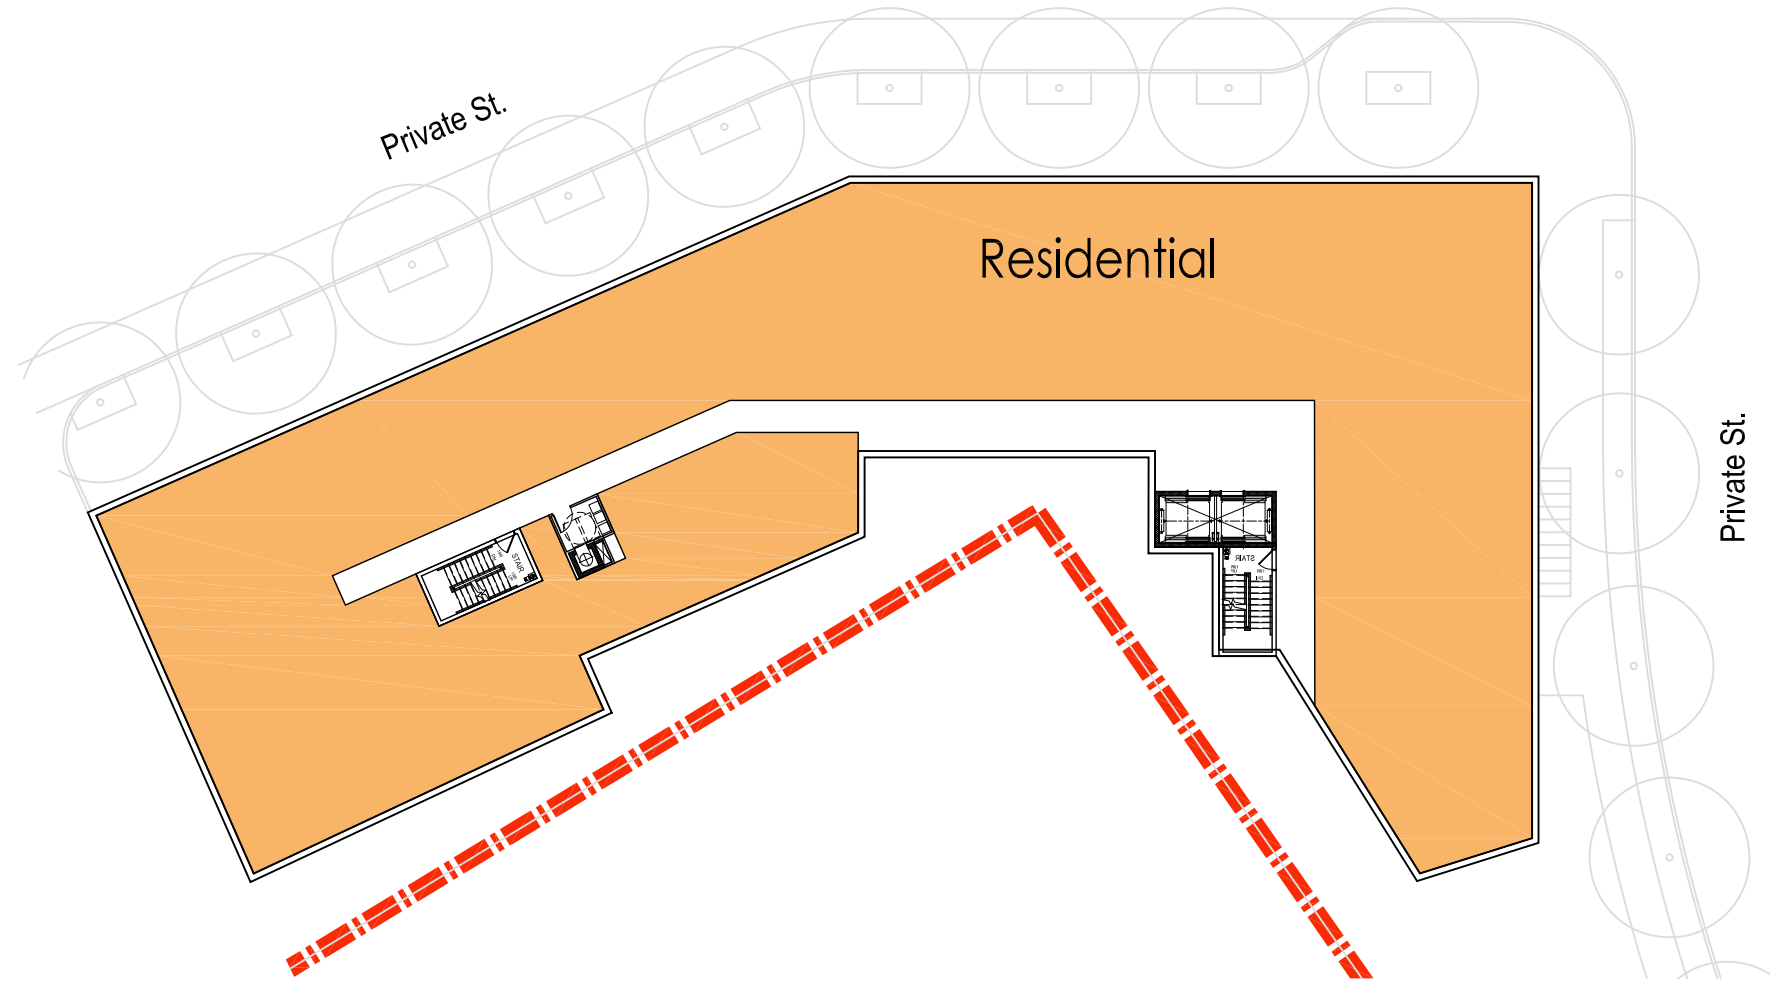 Private St.
Residential
Private St.
STAIR
STAIR